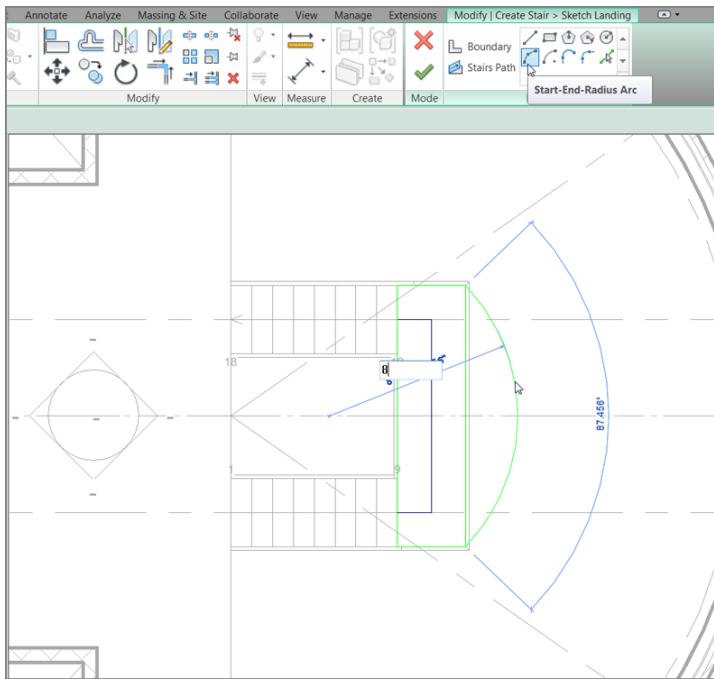 Annotate Analyze Massing & Site Collaborate View Manage Extensions Modify | Create Stair > Sketch Landing
Boundary
Stairs Path
Modify View Measure Create Mode
Start-End-Radius Arc
18
8
87.456°
1
9